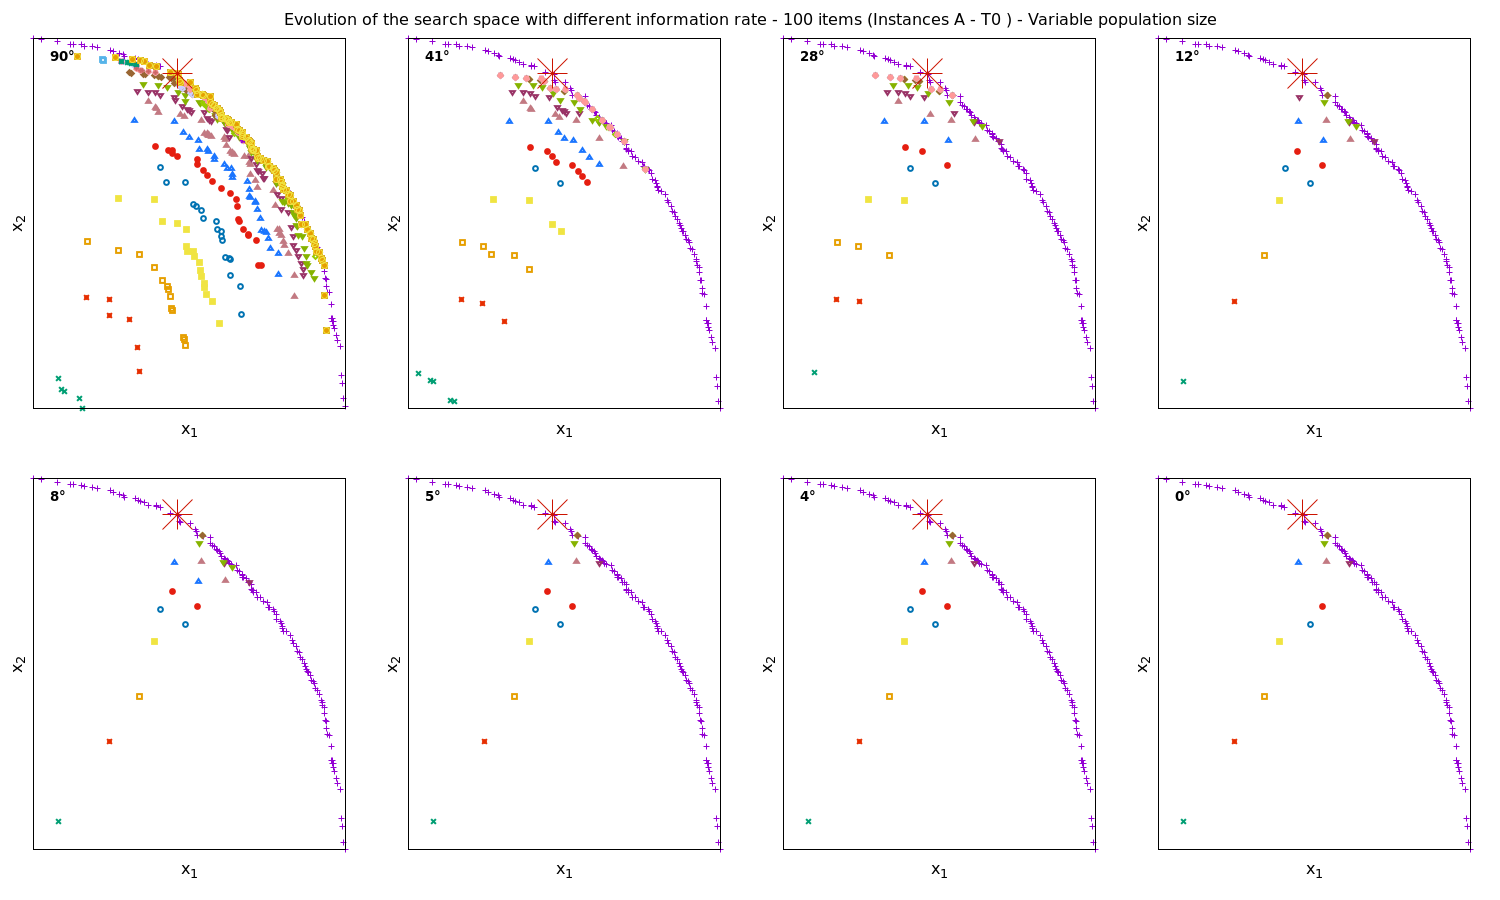 Evolution of the search space with different information rate - 100 items (Instances A - T0 ) - Variable population size
90°
41°
28°
12°
x₂
x₂
x₂
x₂
x₁
x₁
x₁
x₁
8°
5°
4°
0°
x₂
x₂
x₂
x₂
x₁
x₁
x₁
x₁